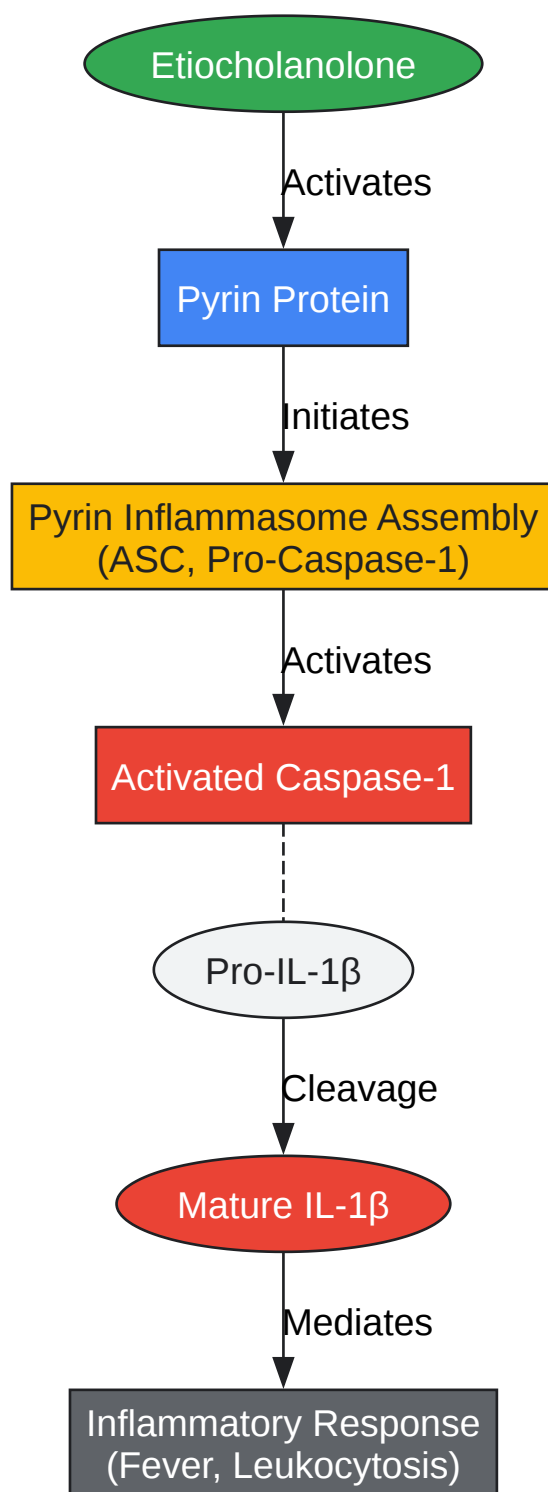 Etiocholanolone
Activates
Pyrin Protein
Initiates
Pyrin Inflammasome Assembly
(ASC, Pro-Caspase-1)
Activates
Activated Caspase-1
Pro-IL-1β
Cleavage
Mature IL-1β
Mediates
Inflammatory Response
(Fever, Leukocytosis)